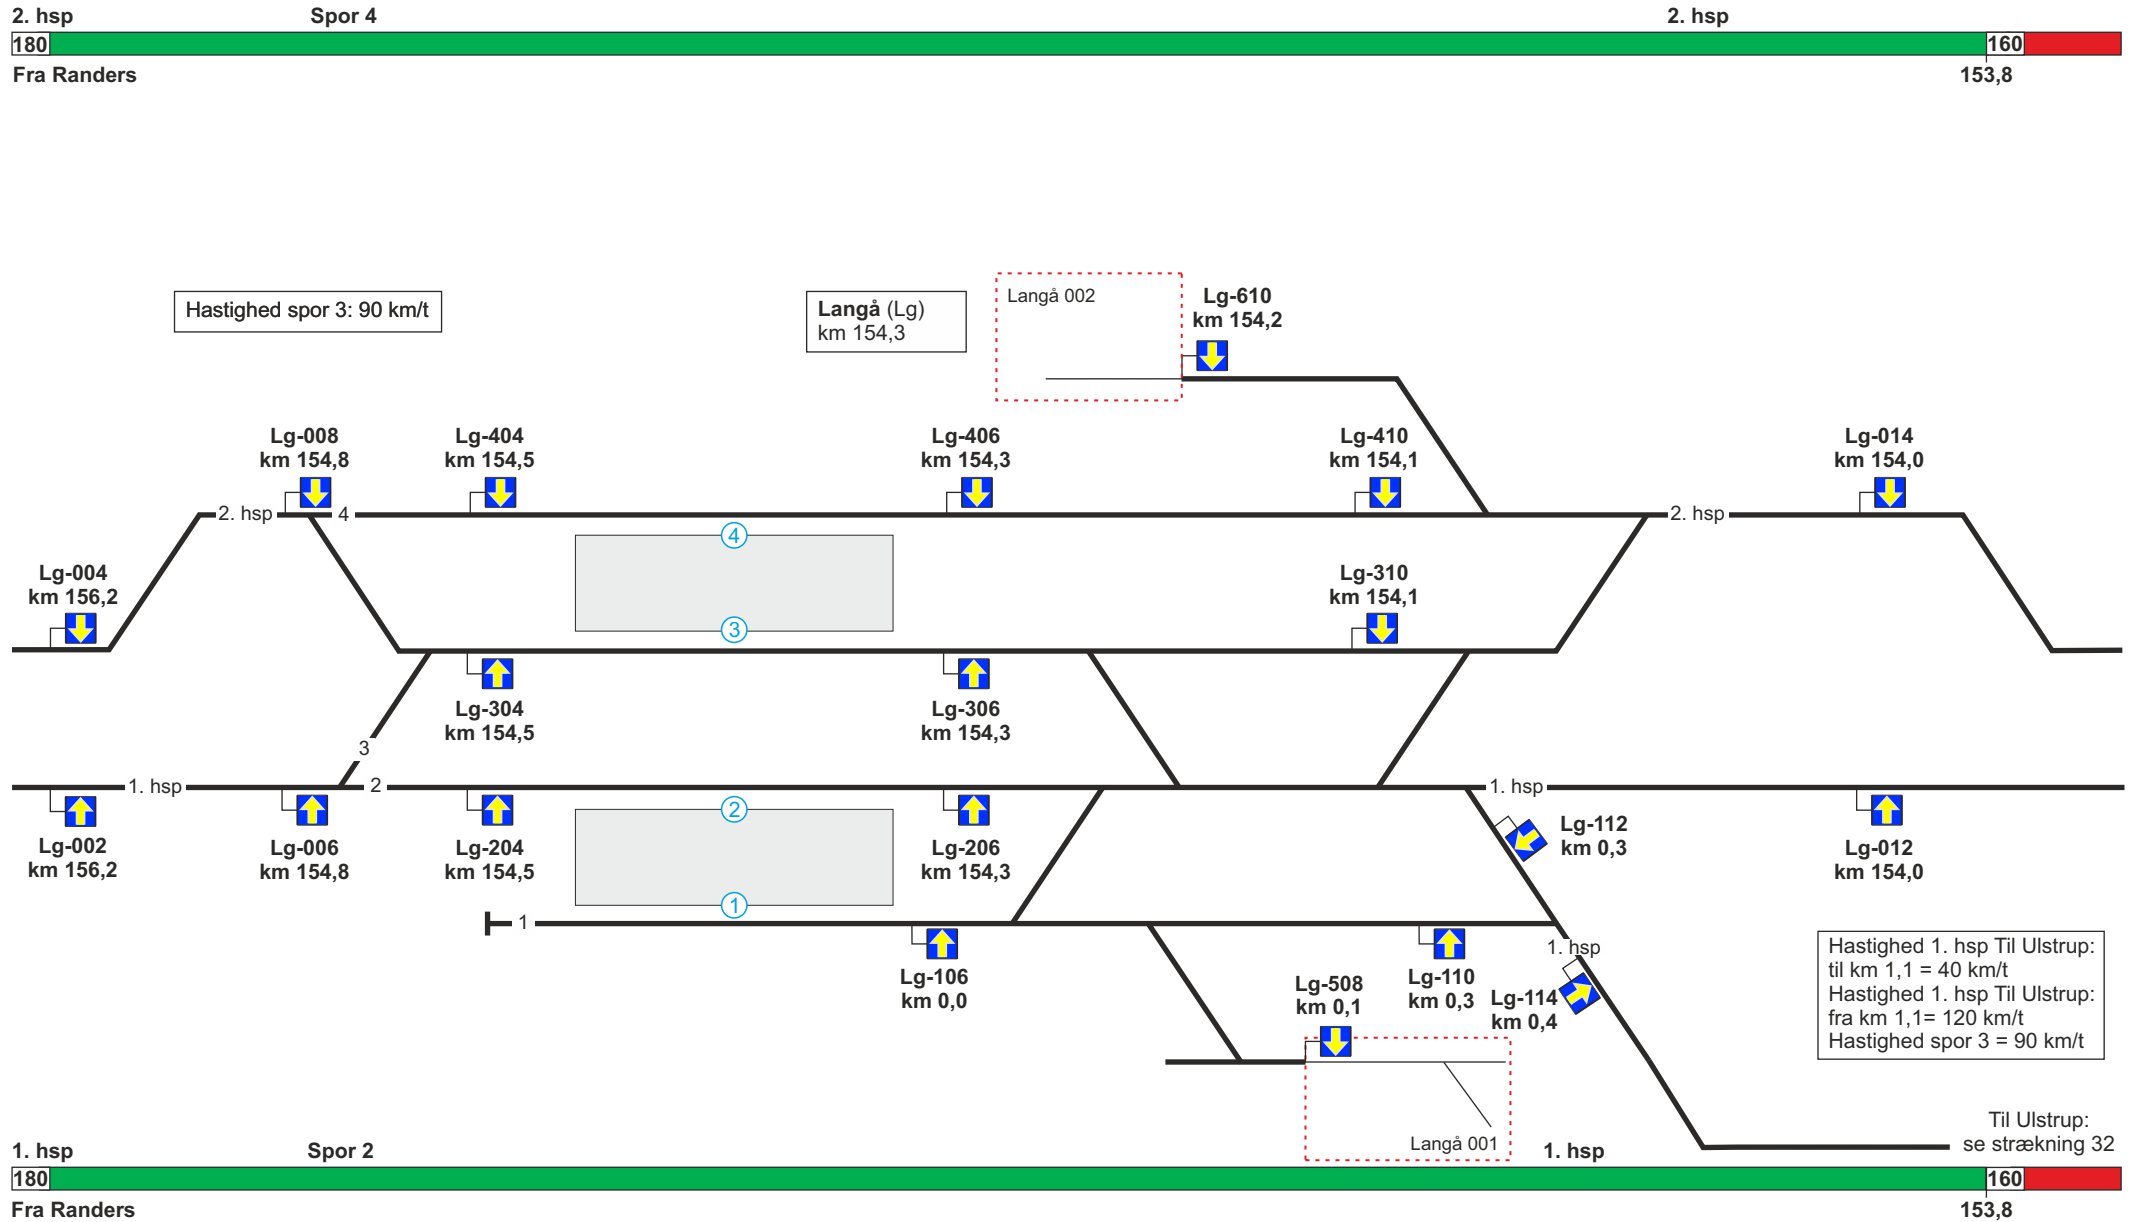 2. hsp
Spor 4
2. hsp
180
160
Fra Randers
153,8
Hastighed spor 3: 90 km/t
Langå (Lg)
km 154,3
Langå 002
Lg-610
km 154,2
Lg-008
km 154,8
Lg-404
km 154,5
Lg-406
km 154,3
Lg-410
km 154,1
Lg-014
km 154,0
2. hsp
4
2. hsp
4
Lg-004
km 156,2
Lg-310
km 154,1
3
Lg-304
km 154,5
Lg-306
km 154,3
3
1. hsp
2
1. hsp
2
Lg-002
km 156,2
Lg-006
km 154,8
Lg-204
km 154,5
Lg-206
km 154,3
Lg-112
km 0,3
Lg-012
km 154,0
1
1
1. hsp
Lg-106
km 0,0
Lg-508
km 0,1
Lg-110
km 0,3
Lg-114
km 0,4
Hastighed 1. hsp Til Ulstrup:
til km 1,1 = 40 km/t
Hastighed 1. hsp Til Ulstrup:
fra km 1,1= 120 km/t
Hastighed spor 3 = 90 km/t
Langå 001
Til Ulstrup:
se strækning 32
1. hsp
Spor 2
1. hsp
180
160
Fra Randers
153,8